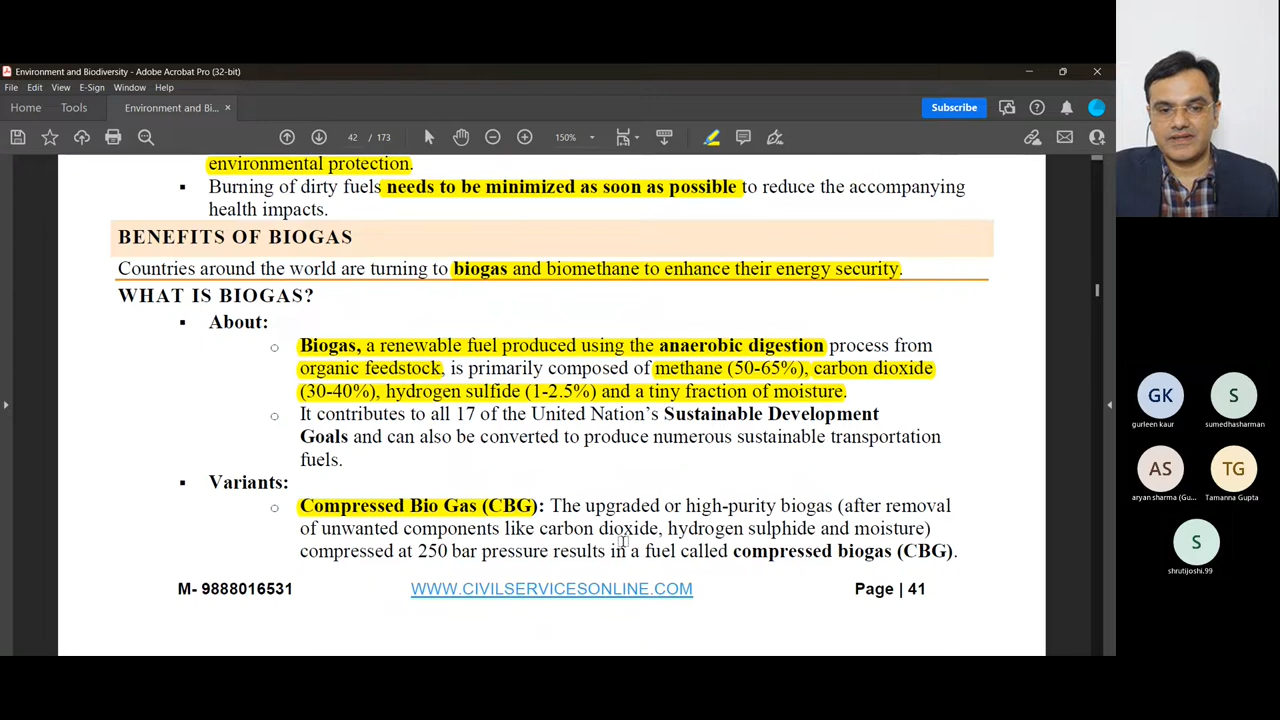 Environment and Biodiversity - Adobe Acrobat Pro (32-bit)
File Edit View E-Sign Window Help
Home Tools Environment and Bi... × Subscribe
42 / 173 150%
environmental protection.
▪ Burning of dirty fuels needs to be minimized as soon as possible to reduce the accompanying
health impacts.
BENEFITS OF BIOGAS
Countries around the world are turning to biogas and biomethane to enhance their energy security.
WHAT IS BIOGAS?
▪ About:
o Biogas, a renewable fuel produced using the anaerobic digestion process from
organic feedstock, is primarily composed of methane (50-65%), carbon dioxide
(30-40%), hydrogen sulfide (1-2.5%) and a tiny fraction of moisture.
o It contributes to all 17 of the United Nation’s Sustainable Development
Goals and can also be converted to produce numerous sustainable transportation
fuels.
▪ Variants:
o Compressed Bio Gas (CBG): The upgraded or high-purity biogas (after removal
of unwanted components like carbon dioxide, hydrogen sulphide and moisture)
compressed at 250 bar pressure results in a fuel called compressed biogas (CBG).
M- 9888016531 WWW.CIVILSERVICESONLINE.COM Page | 41
GK S
gurleen kaur sumedhasharman
AS TG
aryan sharma (Gu... Tamanna Gupta
S
shrutijoshi.99